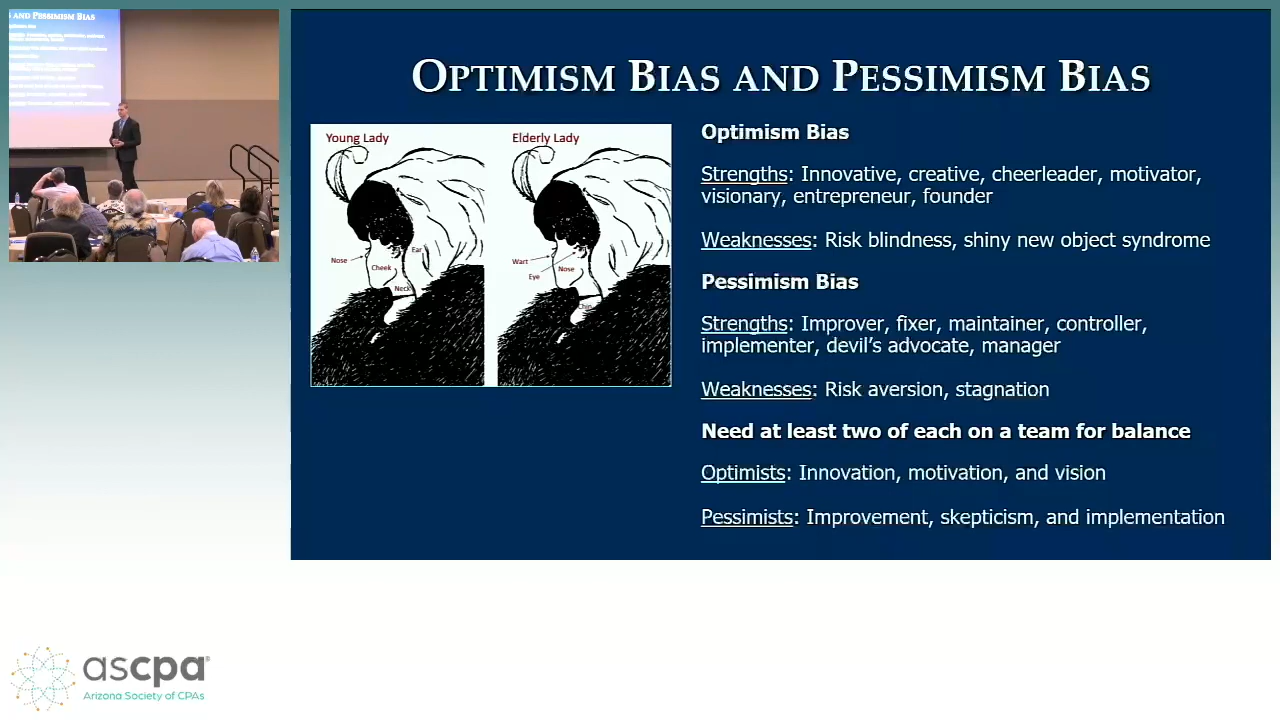 S AND PESSIMISM BIAS
OPTIMISM BIAS AND PESSIMISM BIAS
Young Lady
Nose
Cheek
Ear
Neck
Elderly Lady
Wart
Eye
Nose
Chin
Optimism Bias
Strengths: Innovative, creative, cheerleader, motivator,
visionary, entrepreneur, founder
Weaknesses: Risk blindness, shiny new object syndrome
Pessimism Bias
Strengths: Improver, fixer, maintainer, controller,
implementer, devil’s advocate, manager
Weaknesses: Risk aversion, stagnation
Need at least two of each on a team for balance
Optimists: Innovation, motivation, and vision
Pessimists: Improvement, skepticism, and implementation
ascpa®
Arizona Society of CPAs